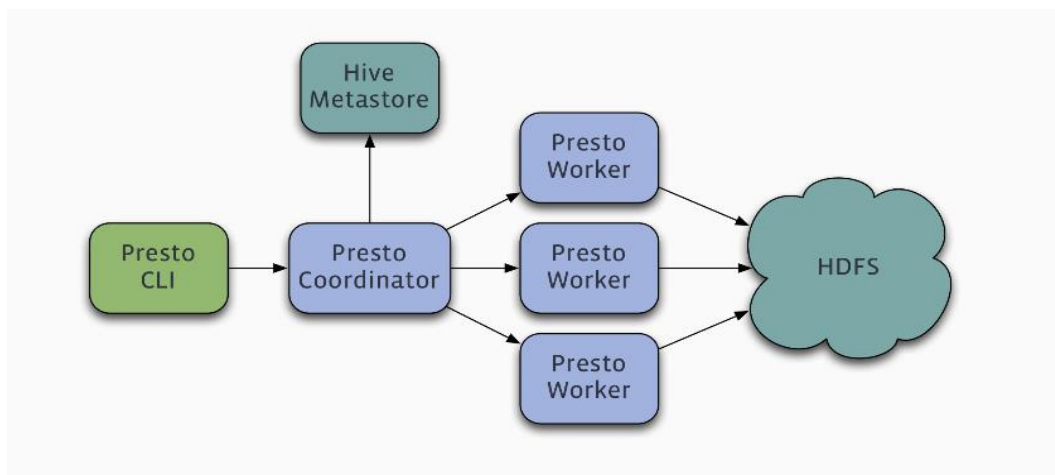 Hive
Metastore
Presto
Worker
Presto
CLI
Presto
Coordinator
Presto
Worker
HDFS
Presto
Worker